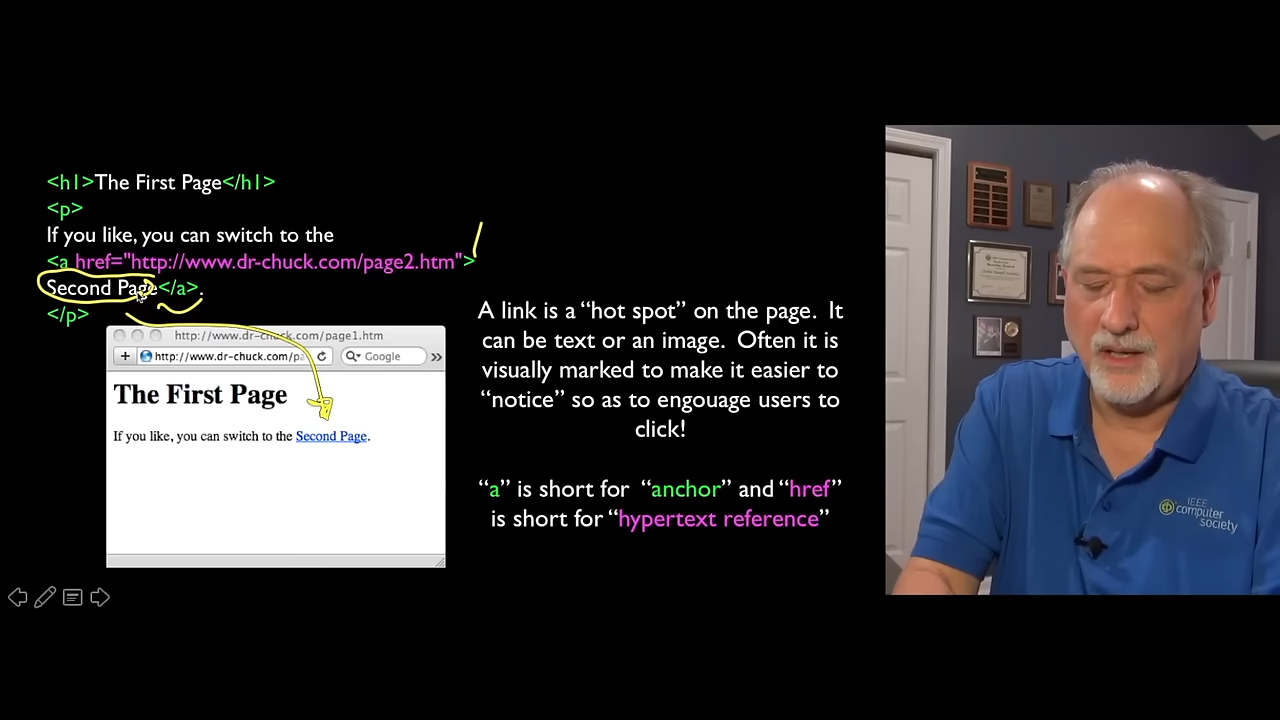 <h1>The First Page</h1>
<p>
If you like, you can switch to the
<a href="http://www.dr-chuck.com/page2.htm">
Second Page</a>.
</p>
http://www.dr-chuck.com/page1.htm
+ http://www.dr-chuck.com/pa Google »
The First Page
If you like, you can switch to the Second Page.
A link is a “hot spot” on the page. It
can be text or an image. Often it is
visually marked to make it easier to
“notice” so as to engouage users to
click!
“a” is short for “anchor” and “href”
is short for “hypertext reference”
IEEE
computer
society